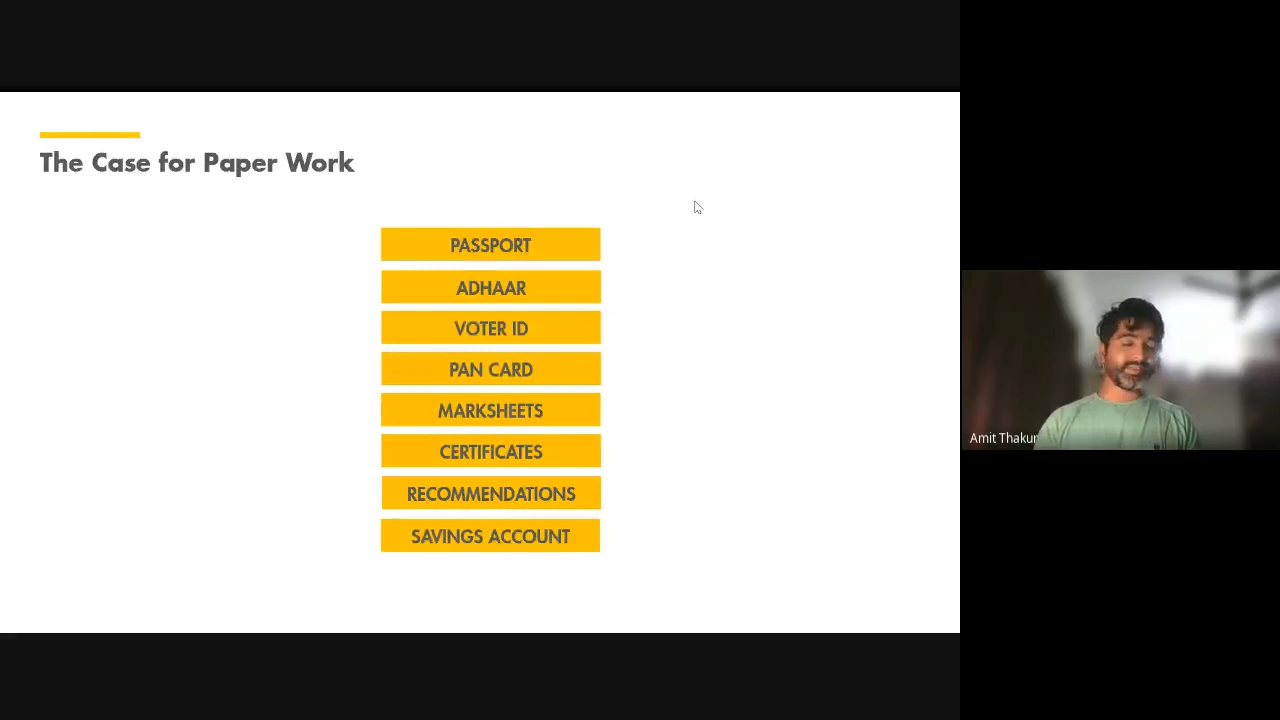 The Case for Paper Work
PASSPORT
ADHAAR
VOTER ID
PAN CARD
MARKSHEETS
CERTIFICATES
RECOMMENDATIONS
SAVINGS ACCOUNT
Amit Thakur